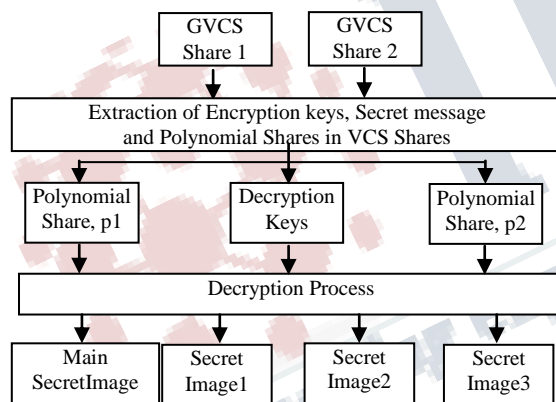 GVCS
Share 1
GVCS
Share 2
Extraction of Encryption keys, Secret message
and Polynomial Shares in VCS Shares
Polynomial
Share, p1
Decryption
Keys
Polynomial
Share, p2
Decryption Process
Main
SecretImage
Secret
Image1
Secret
Image2
Secret
Image3